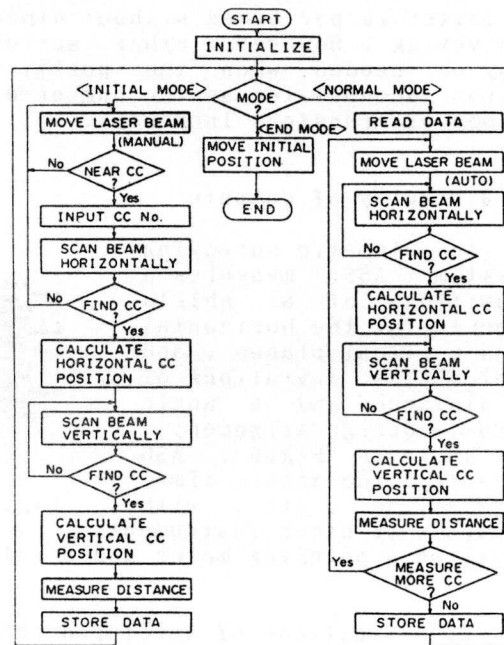 START
INITIALIZE
<INITIAL MODE>
MODE
?
<NORMAL MODE>
<END MODE>
MOVE INITIAL
POSITION
END
MOVE LASER BEAM
(MANUAL)
No
NEAR CC
?
Yes
INPUT CC No.
SCAN BEAM
HORIZONTALLY
No
FIND CC
?
Yes
CALCULATE
HORIZONTAL CC
POSITION
SCAN BEAM
VERTICALLY
No
FIND CC
?
Yes
CALCULATE
VERTICAL CC
POSITION
MEASURE DISTANCE
STORE DATA
READ DATA
MOVE LASER BEAM
(AUTO)
SCAN BEAM
HORIZONTALLY
No
FIND CC
?
Yes
CALCULATE
HORIZONTAL CC
POSITION
SCAN BEAM
VERTICALLY
No
FIND CC
?
Yes
CALCULATE
VERTICAL CC
POSITION
MEASURE DISTANCE
Yes
MEASURE
MORE CC
?
No
STORE DATA